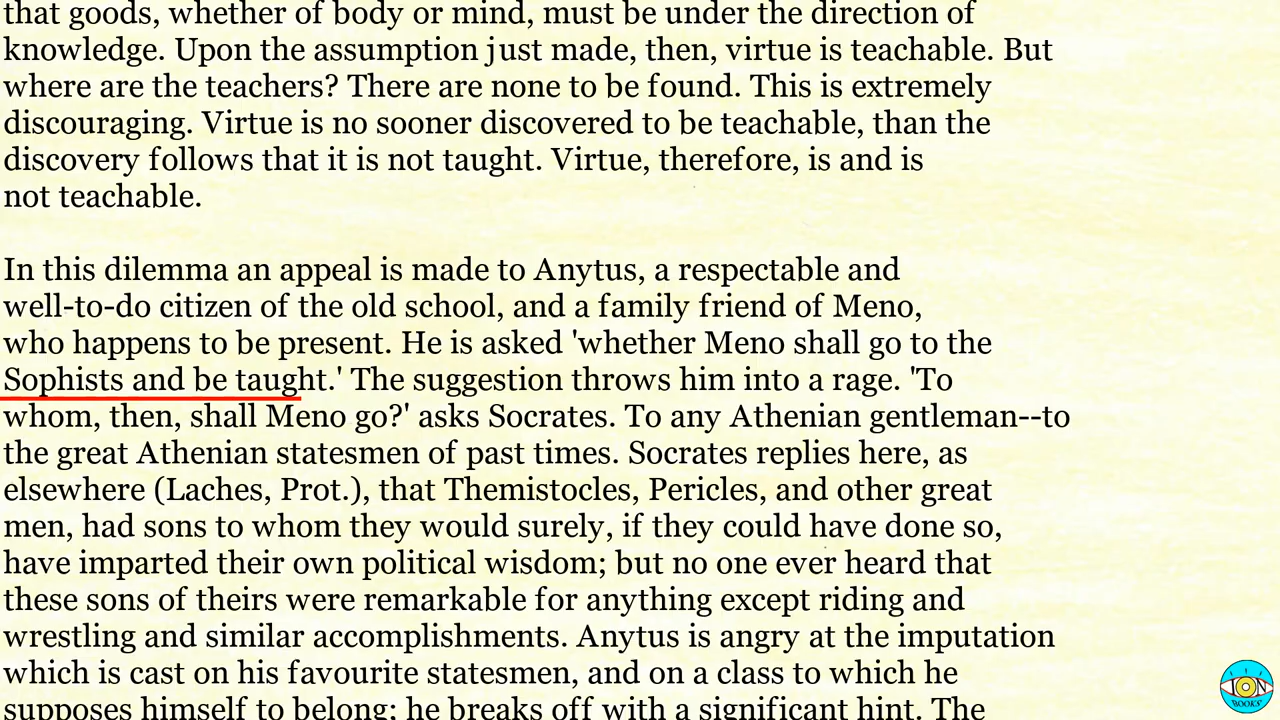 that goods, whether of body or mind, must be under the direction of
knowledge. Upon the assumption just made, then, virtue is teachable. But
where are the teachers? There are none to be found. This is extremely
discouraging. Virtue is no sooner discovered to be teachable, than the
discovery follows that it is not taught. Virtue, therefore, is and is
not teachable.
In this dilemma an appeal is made to Anytus, a respectable and
well-to-do citizen of the old school, and a family friend of Meno,
who happens to be present. He is asked 'whether Meno shall go to the
Sophists and be taught.' The suggestion throws him into a rage. 'To
whom, then, shall Meno go?' asks Socrates. To any Athenian gentleman--to
the great Athenian statesmen of past times. Socrates replies here, as
elsewhere (Laches, Prot.), that Themistocles, Pericles, and other great
men, had sons to whom they would surely, if they could have done so,
have imparted their own political wisdom; but no one ever heard that
these sons of theirs were remarkable for anything except riding and
wrestling and similar accomplishments. Anytus is angry at the imputation
which is cast on his favourite statesmen, and on a class to which he
supposes himself to belong; he breaks off with a significant hint. The
ION
BOOKS